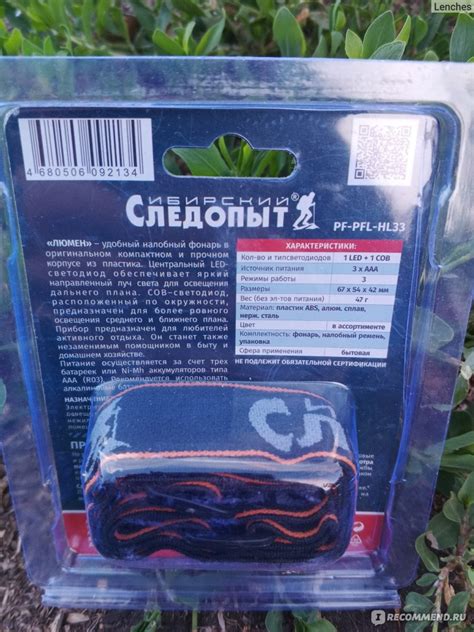 Lenches
4680506092134
СИБИРСКИЙ
СЛЕДОПЫТ®
PF-PFL-HL33
«ЛЮМЕН» – удобный налобный фонарь в
оригинальном компактном и прочном
корпусе из пластика. Центральный LED-
светодиод обеспечивает яркий
направленный луч света для освещения
дальнего плана. COB-светодиод,
расположенный по окружности,
предназначен для более ровного
освещения среднего и ближнего плана.
Прибор предназначен для любителей
активного отдыха. Он станет также
незаменимым помощником в быту и
домашнем хозяйстве.
Питание осуществляется за счет трех
батареек или Ni-Mh аккумуляторов типа
AAA (R03). Рекомендуется использовать
ХАРАКТЕРИСТИКИ:
Кол-во и тип светодиодов 1 LED + 1 COB
Источник питания 3 x AAA
Режимы работы 3
Размеры 67 x 54 x 42 мм
Вес (без эл-тов питания) 47 г
Материал: пластик ABS, алюм. сплав,
нерж. сталь
Цвет в ассортименте
Комплектность: фонарь, налобный ремень,
упаковка
Сфера применения бытовая
НЕ ПОДЛЕЖИТ ОБЯЗАТЕЛЬНОЙ СЕРТИФИКАЦИИ
СЛ
I RECOMMEND.RU